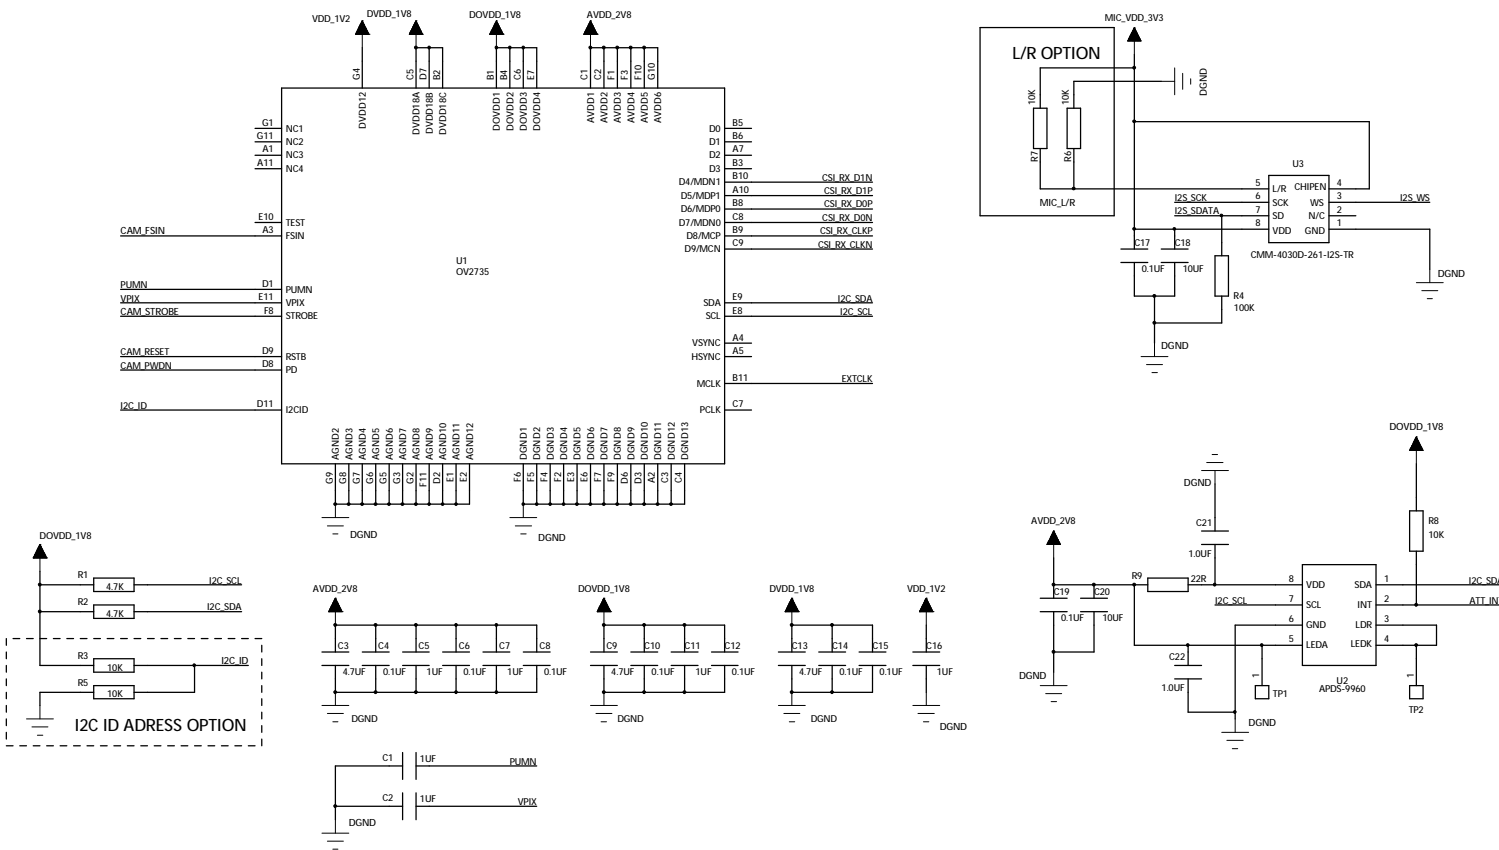 VDD_1V2
DVDD_1V8
DOVDD_1V8
AVDD_2V8
G4
C5
D7
B2
B1
B4
C6
E7
C1
C2
F1
F3
F10
G10
DVDD12
DVDD18A
DVDD18B
DVDD18C
DOVDD1
DOVDD2
DOVDD3
DOVDD4
AVDD1
AVDD2
AVDD3
AVDD4
AVDD5
AVDD6
G1 NC1
G11 NC2
A1 NC3
A11 NC4
E10 TEST
CAM_FSIN A3 FSIN
PUMN D1 PUMN
VPIX E11 VPIX
CAM_STROBE F8 STROBE
CAM_RESET D9 RSTB
CAM_PWDN D8 PD
I2C_ID D11 I2CID
U1
OV2735
D0 B5
D1 B6
D2 A7
D3 B3
D4/MDN1 B10 CSI_RX_D1N
D5/MDP1 A10 CSI_RX_D1P
D6/MDP0 B8 CSI_RX_D0P
D7/MDN0 C8 CSI_RX_D0N
D8/MCP B9 CSI_RX_CLKP
D9/MCN C9 CSI_RX_CLKN
SDA E9 I2C_SDA
SCL E8 I2C_SCL
VSYNC A4
HSYNC A5
MCLK B11 EXTCLK
PCLK C7
AGND2
AGND3
AGND4
AGND5
AGND6
AGND7
AGND8
AGND9
AGND10
AGND11
AGND12
DGND1
DGND2
DGND3
DGND4
DGND5
DGND6
DGND7
DGND8
DGND9
DGND10
DGND11
DGND12
DGND13
G9
G8
G7
G6
G5
G3
G2
F11
D2
E1
E2
F6
F5
F4
F2
E3
E6
F7
F9
D6
D3
A2
C3
C4
DGND
DGND
MIC_VDD_3V3
L/R OPTION
DGND
10K
10K
R7
R6
MIC_L/R
U3
5 L/R CHIPEN 4
I2S_SCK 6 SCK WS 3 I2S_WS
I2S_SDATA 7 SD N/C 2
8 VDD GND 1
CMM-4030D-261-I2S-TR
C17
0.1UF
C18
10UF
R4
100K
DGND
DGND
DOVDD_1V8
R1
4.7K
I2C_SCL
R2
4.7K
I2C_SDA
R3
10K
I2C_ID
R5
10K
I2C ID ADRESS OPTION
AVDD_2V8
C3
4.7UF
C4
0.1UF
C5
1UF
C6
0.1UF
C7
1UF
C8
0.1UF
DGND
DOVDD_1V8
C9
4.7UF
C10
0.1UF
C11
1UF
C12
0.1UF
DGND
DVDD_1V8
C13
4.7UF
C14
0.1UF
C15
0.1UF
DGND
VDD_1V2
C16
1UF
DGND
C1
1UF
PUMN
C2
1UF
VPIX
DGND
DOVDD_1V8
R8
10K
DGND
C21
1.0UF
AVDD_2V8
R9
22R
C19
0.1UF
C20
10UF
DGND
8 VDD SDA 1 I2C_SDA
I2C_SCL 7 SCL INT 2 ATT_IN
6 GND LDR 3
5 LEDA LEDK 4
U2
APDS-9960
C22
1.0UF
1
TP1
DGND
1
TP2